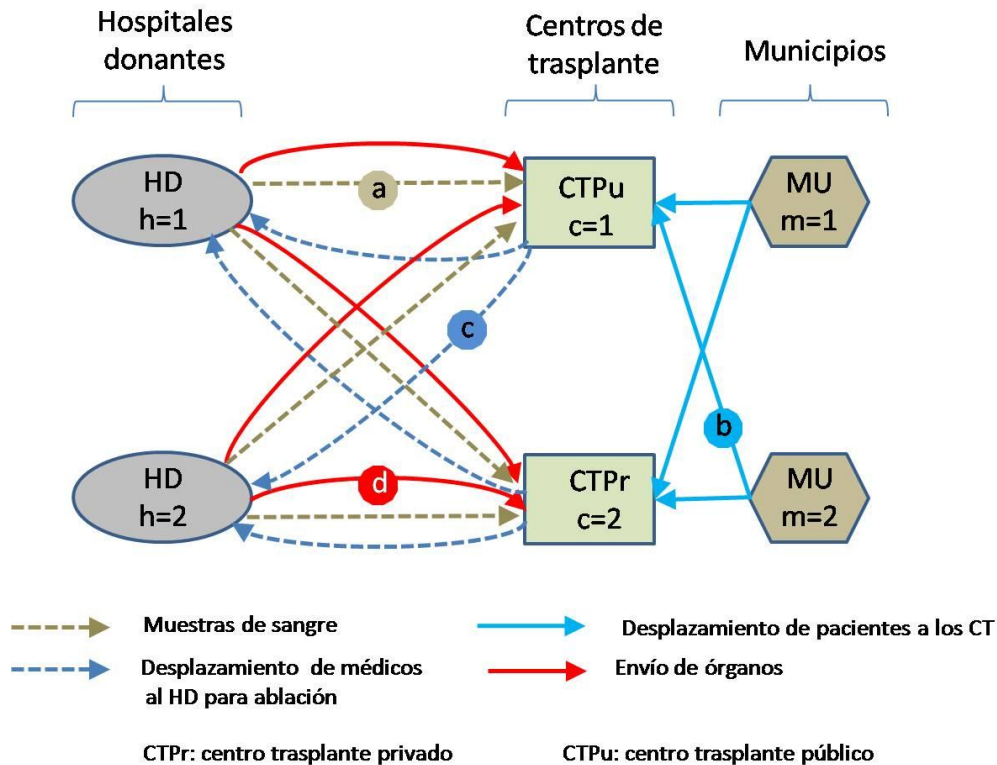 Hospitales
donantes
Centros de
trasplante
Municipios
HD
h=1
a
CTPu
c=1
MU
m=1
c
b
HD
h=2
d
CTPr
c=2
MU
m=2
Muestras de sangre
Desplazamiento de pacientes a los CT
Desplazamiento de médicos
al HD para ablación
Envío de órganos
CTPr: centro trasplante privado
CTPu: centro trasplante público